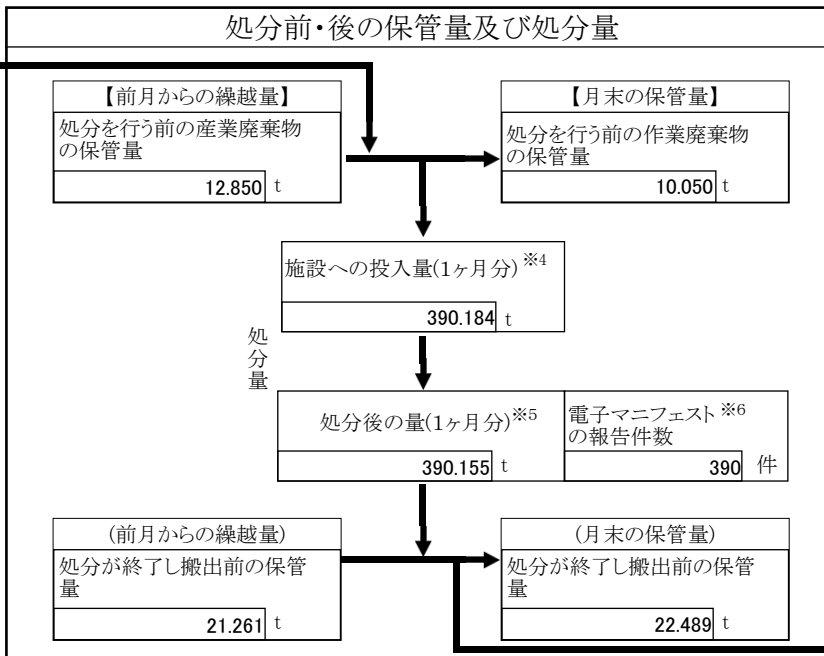 処分前・後の保管量及び処分量
【前月からの繰越量】
処分を行う前の産業廃棄物
の保管量
12.850 t
【月末の保管量】
処分を行う前の作業廃棄物
の保管量
10.050 t
施設への投入量(1ヶ月分)※4
390.184 t
処分量
処分後の量(1ヶ月分)※5
390.155 t
電子マニフェスト※6
の報告件数
390 件
(前月からの繰越量)
処分が終了し搬出前の保管
量
21.261 t
(月末の保管量)
処分が終了し搬出前の保管
量
22.489 t